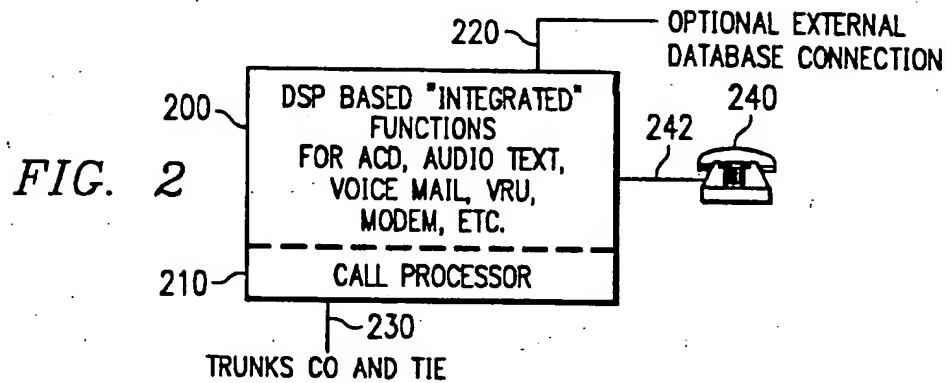 220
OPTIONAL EXTERNAL
DATABASE CONNECTION
200
DSP BASED "INTEGRATED"
FUNCTIONS
FOR ACD, AUDIO TEXT,
VOICE MAIL, VRU,
MODEM, ETC.
240
242
FIG. 2
210
CALL PROCESSOR
230
TRUNKS CO AND TIE